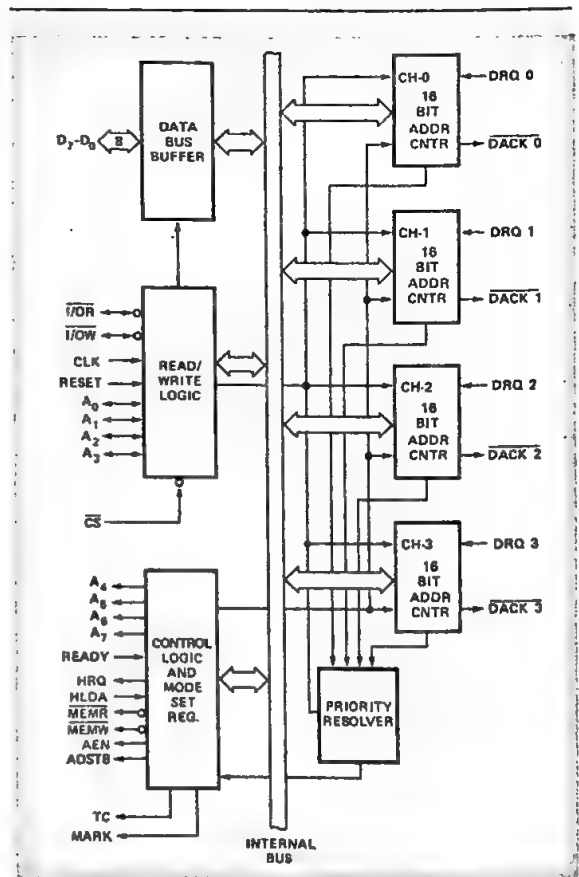 DATA
BUS
BUFFER
D7-D0
8
I/OR
I/OW
CLK
RESET
A0
A1
A2
A3
READ/
WRITE
LOGIC
CS
A4
A5
A6
A7
READY
HRQ
HLDA
MEMR
MEMW
AEN
ADSTB
TC
MARK
CONTROL
LOGIC
AND
MODE
SET
REG.
INTERNAL
BUS
CH-0
16
BIT
ADDR
CNTR
DRQ 0
DACK 0
CH-1
16
BIT
ADDR
CNTR
DRQ 1
DACK 1
CH-2
16
BIT
ADDR
CNTR
DRQ 2
DACK 2
CH-3
16
BIT
ADDR
CNTR
DRQ 3
DACK 3
PRIORITY
RESOLVER